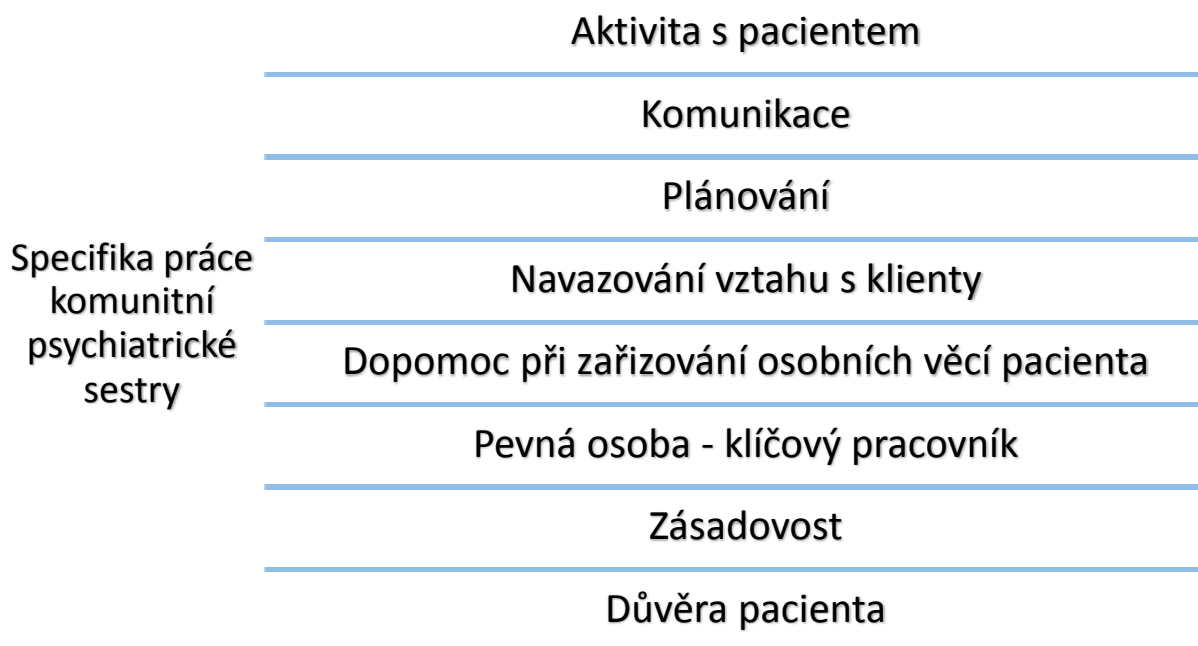 Specifika práce
komunitní
psychiatrické
sestry
Aktivita s pacientem
Komunikace
Plánování
Navazování vztahu s klienty
Dopomoc při zařizování osobních věcí pacienta
Pevná osoba - klíčový pracovník
Zásadovost
Důvěra pacienta